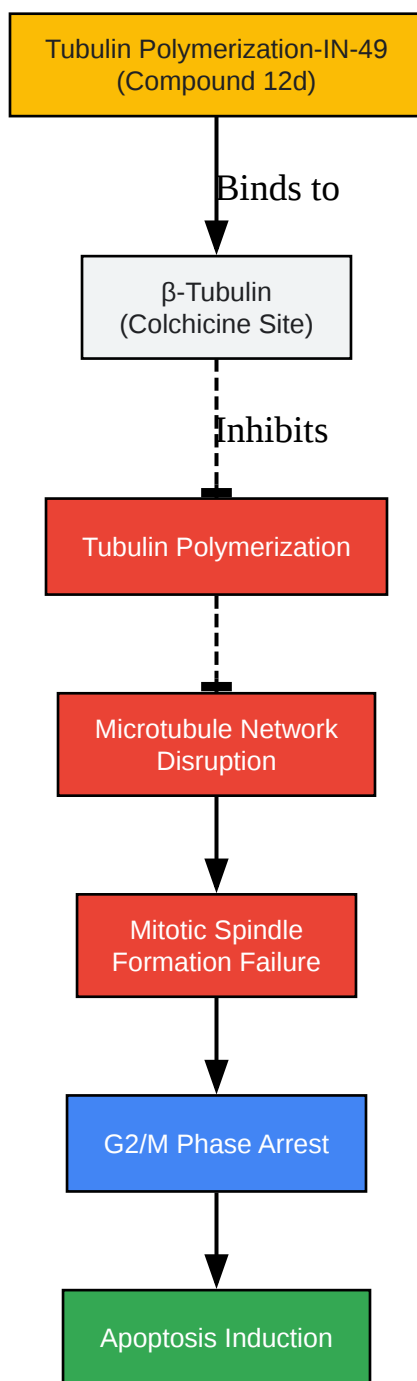 Tubulin Polymerization-IN-49
(Compound 12d)
Binds to
β-Tubulin
(Colchicine Site)
Inhibits
Tubulin Polymerization
Microtubule Network
Disruption
Mitotic Spindle
Formation Failure
G2/M Phase Arrest
Apoptosis Induction